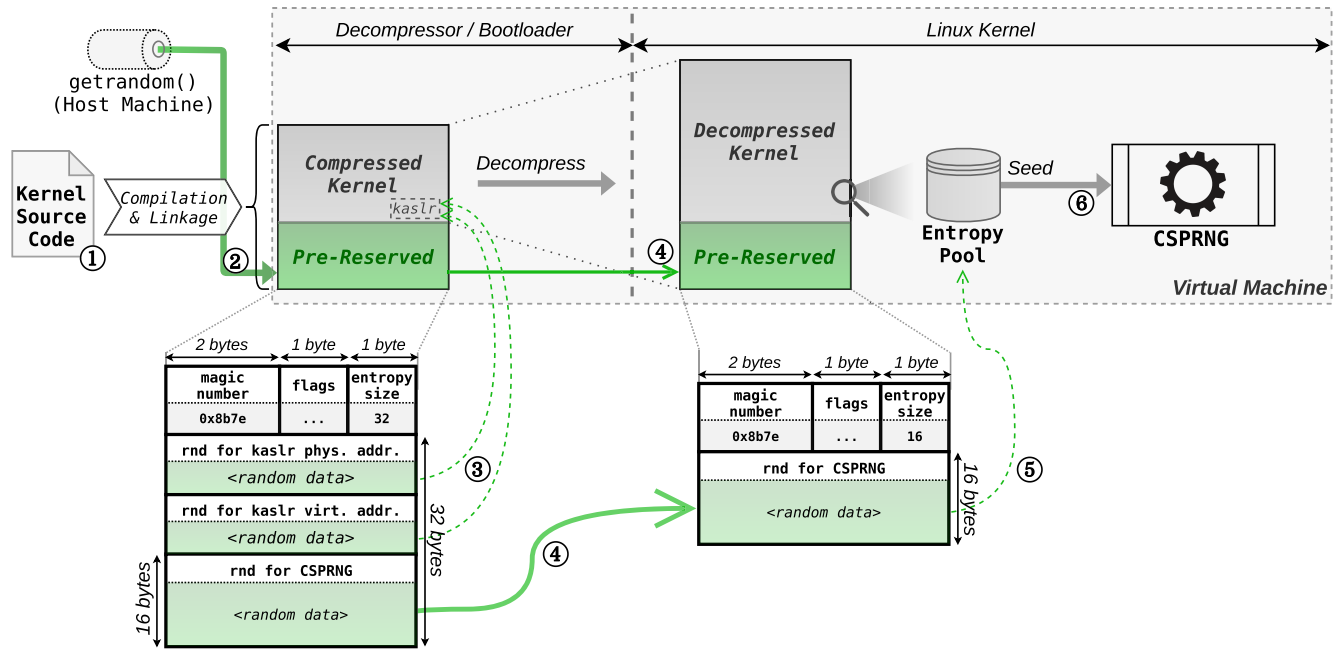 Decompressor / Bootloader
Linux Kernel
getrandom()
(Host Machine)
Kernel
Source
Code
①
Compilation
& Linkage
②
Compressed
Kernel
kaslr
Pre-Reserved
Decompress
④
Decompressed
Kernel
Pre-Reserved
Entropy
Pool
Seed
⑥
CSPRNG
Virtual Machine
2 bytes
1 byte
1 byte
magic
number
flags
entropy
size
0x8b7e
...
32
rnd for kaslr phys. addr.
<random data>
rnd for kaslr virt. addr.
<random data>
rnd for CSPRNG
<random data>
16 bytes
32 bytes
③
④
2 bytes
1 byte
1 byte
magic
number
flags
entropy
size
0x8b7e
...
16
rnd for CSPRNG
<random data>
16 bytes
⑤